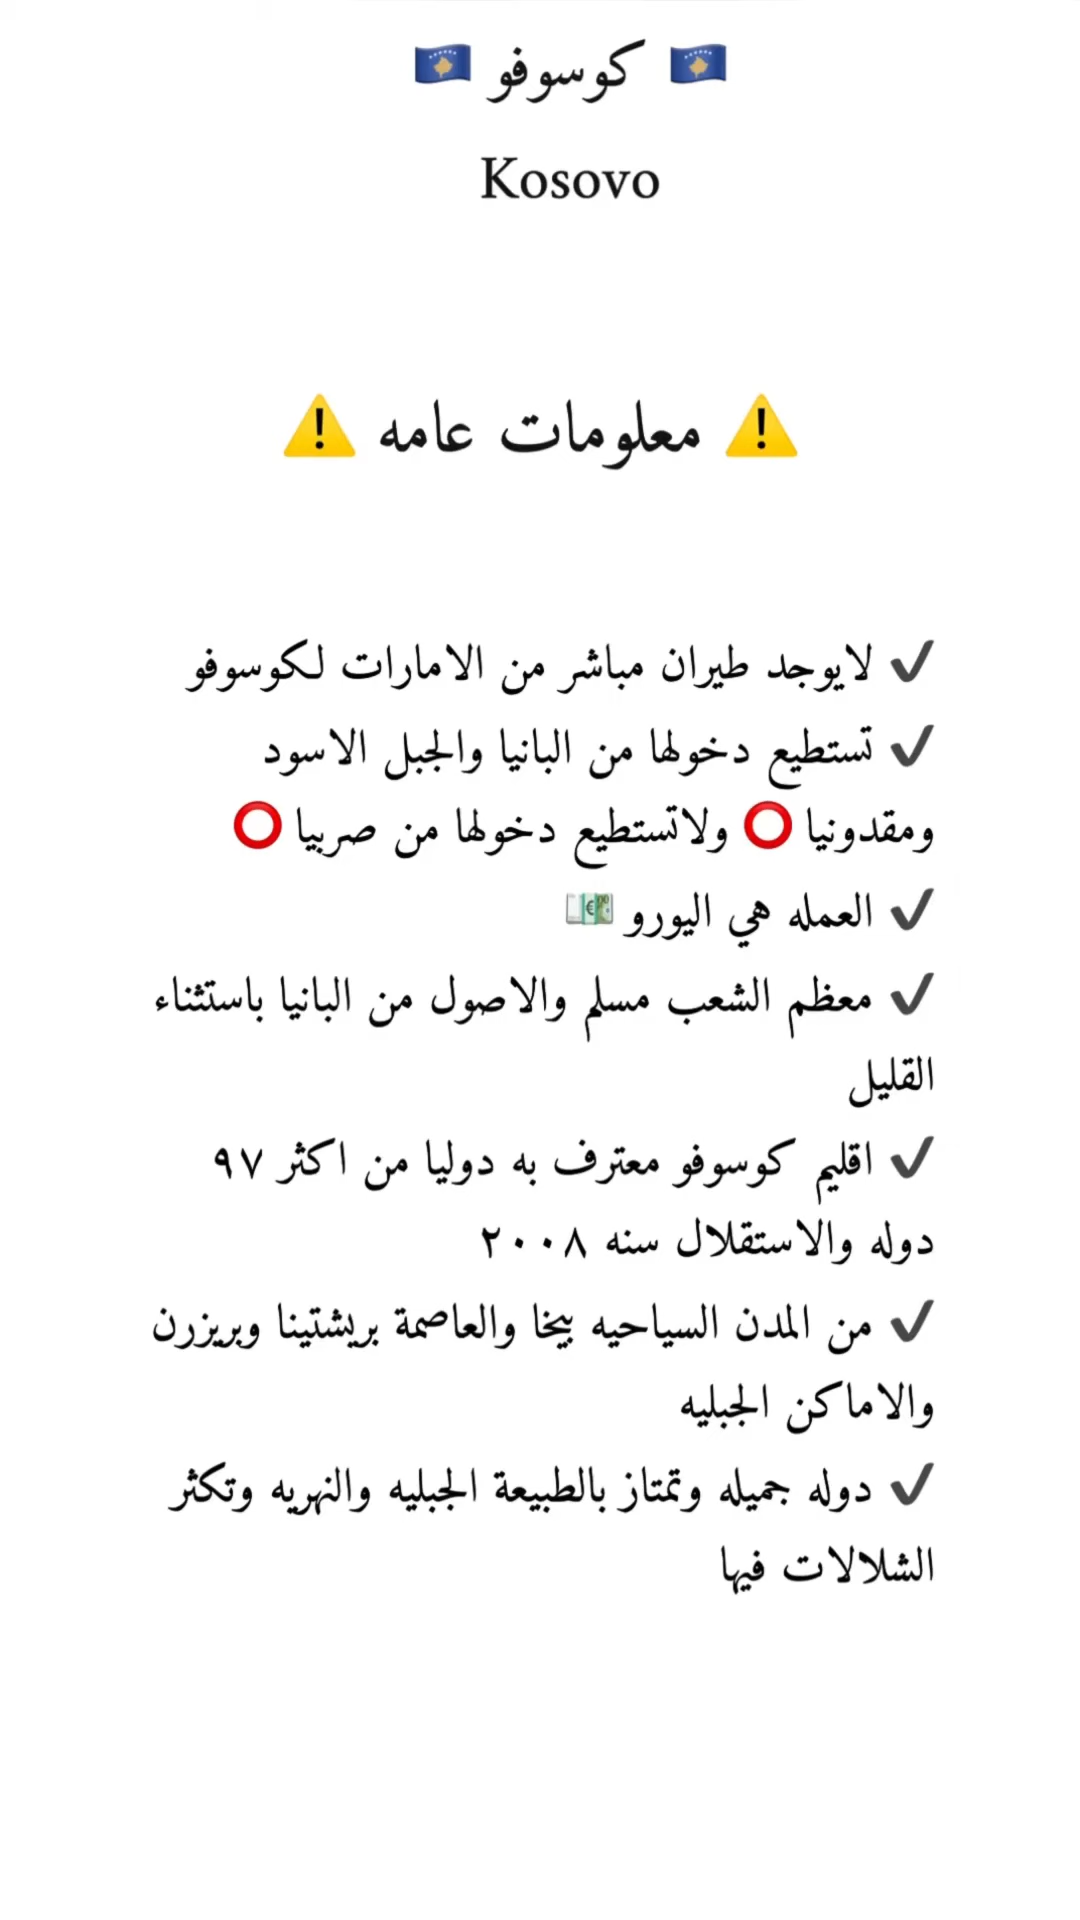 🇽🇰 كوسوفو 🇽🇰
Kosovo
⚠️ معلومات عامه ⚠️
✔️ لايوجد طيران مباشر من الامارات لكوسوفو
✔️ تستطيع دخولها من البانيا والجبل الاسود
ومقدونيا ⭕ ولاتستطيع دخولها من صربيا ⭕
✔️ العمله هي اليورو 💶
✔️ معظم الشعب مسلم والاصول من البانيا باستثناء
القليل
✔️ اقليم كوسوفو معترف به دوليا من اكثر ٩٧
دوله والاستقلال سنه ٢٠٠٨
✔️ من المدن السياحيه بيخا والعاصمة بريشتينا وبريزرن
والاماكن الجبليه
✔️ دوله جميله وتمتاز بالطبيعة الجبليه والنهريه وتكثر
الشلالات فيها